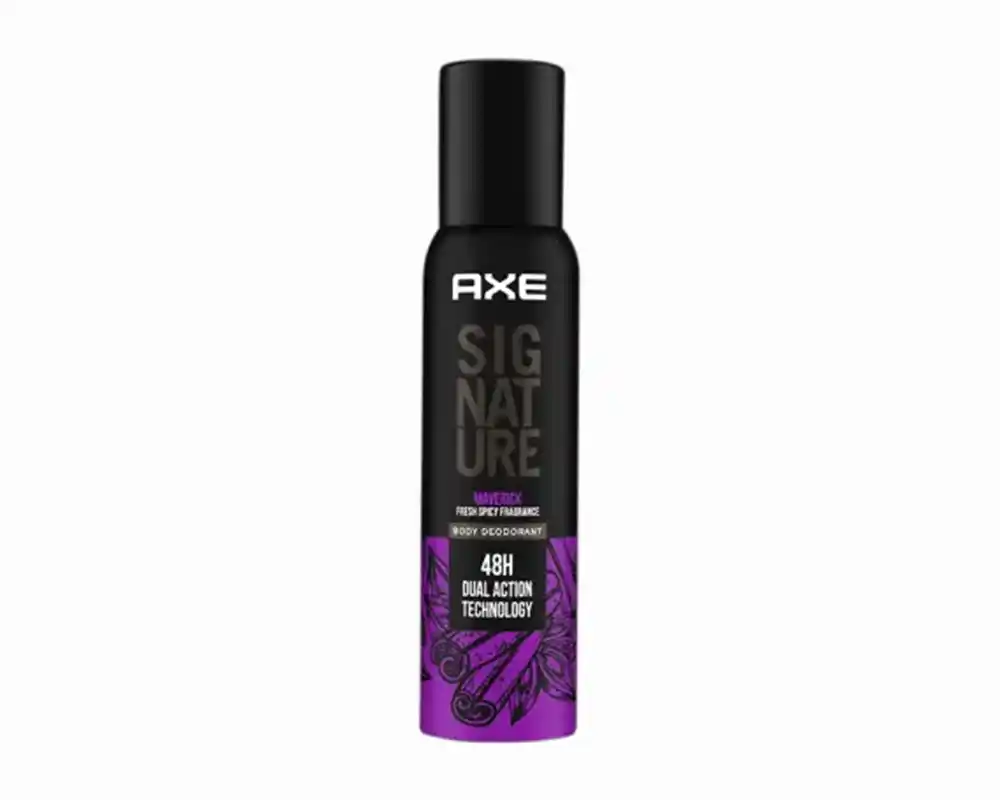 AXE
SIG
NAT
URE
MAVERICK
FRESH SPICY FRAGRANCE
BODY DEODORANT
48H
DUAL ACTION
TECHNOLOGY